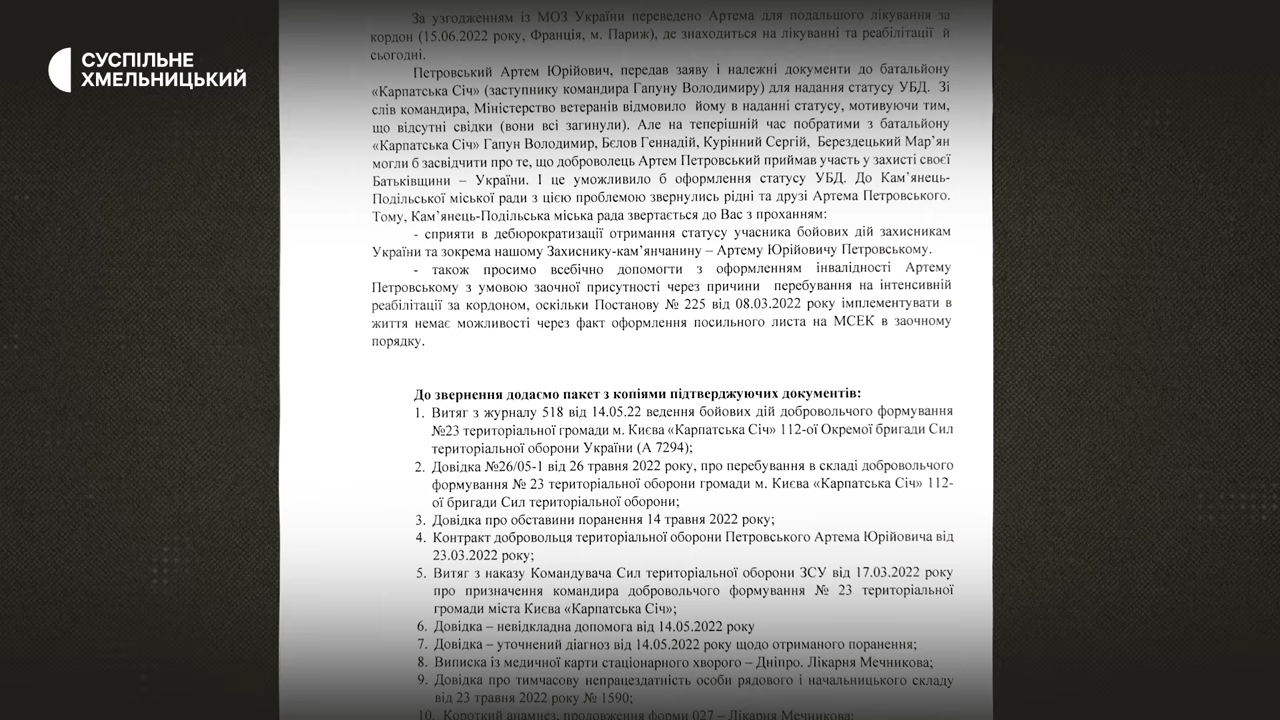 СУСПІЛЬНЕ
ХМЕЛЬНИЦЬКИЙ
За узгодженням із МОЗ України переведено Артема для подальшого лікування за
кордон (15.06.2022 року, Франція, м. Париж), де знаходиться на лікуванні та реабілітації й
сьогодні.
Петровський Артем Юрійович, передав заяву і належні документи до батальйону
«Карпатська Січ» (заступнику командира Гапуну Володимиру) для надання статусу УБД. Зі
слів командира, Міністерство ветеранів відмовило йому в наданні статусу, мотивуючи тим,
що відсутні свідки (вони всі загинули). Але на теперішній час побратими з батальйону
«Карпатська Січ» Гапун Володимир, Бєлов Геннадій, Курінний Сергій, Березdецький Мар’ян
могли б засвідчити про те, що доброволець Артем Петровський приймав участь у захисті своєї
Батьківщини – України. І це уможливило б оформлення статусу УБД. До Кам’янець-
Подільської міської ради з цією проблемою звернулись рідні та друзі Артема Петровського.
Тому, Кам’янець-Подільська міська рада звертається до Вас з проханням:
- сприяти в дебюрократизації отримання статусу учасника бойових дій захисникам
України та зокрема нашому Захиснику-кам’янчанину – Артему Юрійовичу Петровському.
- також просимо всебічно допомогти з оформленням інвалідності Артему
Петровському з умовою заочної присутності через причини перебування на інтенсивній
реабілітації за кордоном, оскільки Постанову № 225 від 08.03.2022 року імплементувати в
життя немає можливості через факт оформлення посильного листа на МСЕК в заочному
порядку.
До звернення додаємо пакет з копіями підтверджуючих документів:
1. Витяг з журналу 518 від 14.05.22 ведення бойових дій добровольчого формування
№23 територіальної громади м. Києва «Карпатська Січ» 112-ої Окремої бригади Сил
територіальної оборони України (А 7294);
2. Довідка №26/05-1 від 26 травня 2022 року, про перебування в складі добровольчого
формування № 23 територіальної оборони громади м. Києва «Карпатська Січ» 112-
ої бригади Сил територіальної оборони;
3. Довідка про обставини поранення 14 травня 2022 року;
4. Контракт добровольця територіальної оборони Петровського Артема Юрійовича від
23.03.2022 року;
5. Витяг з наказу Командувача Сил територіальної оборони ЗСУ від 17.03.2022 року
про призначення командира добровольчого формування № 23 територіальної
громади міста Києва «Карпатська Січ»;
6. Довідка – невідкладна допомога від 14.05.2022 року
7. Довідка – уточнений діагноз від 14.05.2022 року щодо отриманого поранення;
8. Виписка із медичної карти стаціонарного хворого – Дніпро. Лікарня Мечникова;
9. Довідка про тимчасову непрацездатність особи рядового і начальницького складу
від 23 травня 2022 року № 1590;
10. Короткий анамнез, продовження форми 027 – Лікарня Мечникова;